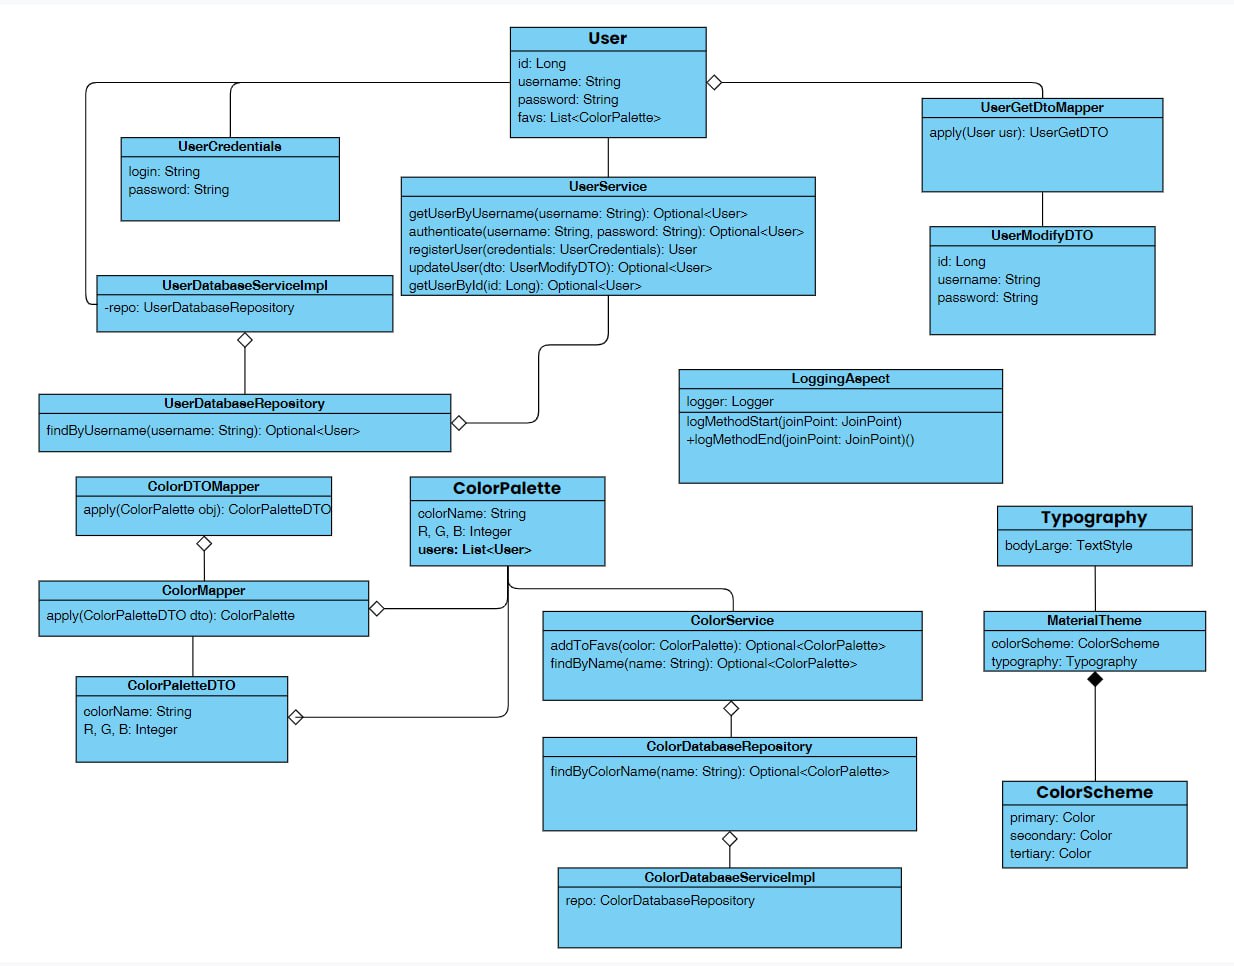 User
id: Long
username: String
password: String
favs: List<ColorPalette>
UserGetDtoMapper
apply(User usr): UserGetDTO
UserCredentials
login: String
password: String
UserService
getUserByUsername(username: String): Optional<User>
authenticate(username: String, password: String): Optional<User>
registerUser(credentials: UserCredentials): User
updateUser(dto: UserModifyDTO): Optional<User>
getUserById(id: Long): Optional<User>
UserModifyDTO
id: Long
username: String
password: String
UserDatabaseServiceImpl
-repo: UserDatabaseRepository
UserDatabaseRepository
findByUsername(username: String): Optional<User>
LoggingAspect
logger: Logger
logMethodStart(joinPoint: JoinPoint)
+logMethodEnd(joinPoint: JoinPoint)()
ColorDTOMapper
apply(ColorPalette obj): ColorPaletteDTO
ColorPalette
colorName: String
R, G, B: Integer
users: List<User>
Typography
bodyLarge: TextStyle
ColorMapper
apply(ColorPaletteDTO dto): ColorPalette
ColorService
addToFavs(color: ColorPalette): Optional<ColorPalette>
findByName(name: String): Optional<ColorPalette>
MaterialTheme
colorScheme: ColorScheme
typography: Typography
ColorPaletteDTO
colorName: String
R, G, B: Integer
ColorDatabaseRepository
findByColorName(name: String): Optional<ColorPalette>
ColorScheme
primary: Color
secondary: Color
tertiary: Color
ColorDatabaseServiceImpl
repo: ColorDatabaseRepository